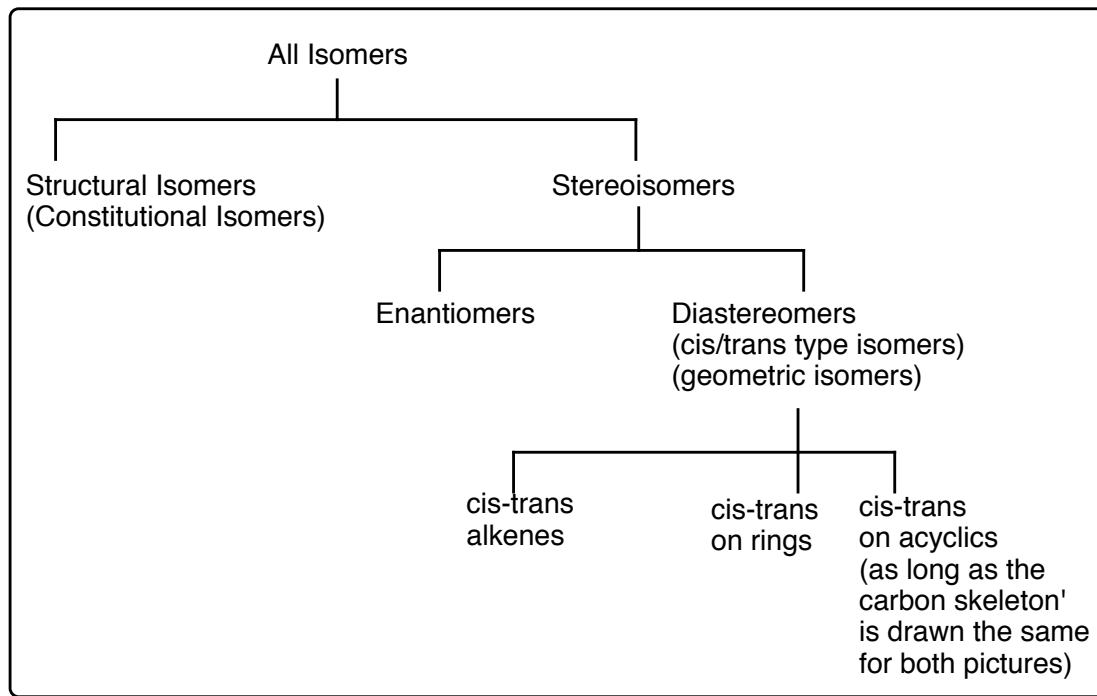 All Isomers
Structural Isomers
(Constitutional Isomers)
Stereoisomers
Enantiomers
Diastereomers
(cis/trans type isomers)
(geometric isomers)
cis-trans
alkenes
cis-trans
on rings
cis-trans
on acyclics
(as long as the
carbon skeleton'
is drawn the same
for both pictures)